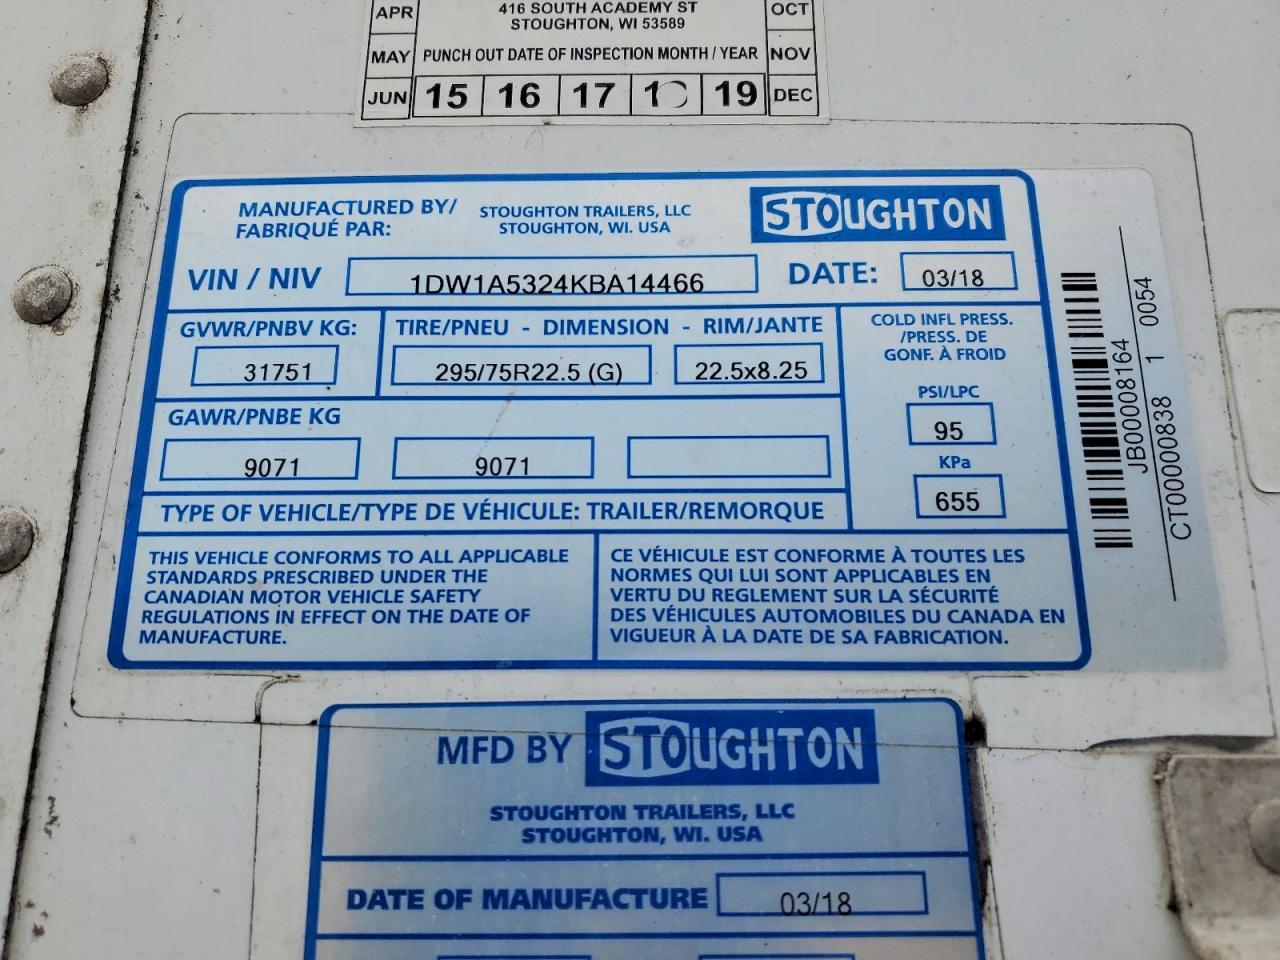 APR 416 SOUTH ACADEMY ST OCT
STOUGHTON, WI 53589
MAY PUNCH OUT DATE OF INSPECTION MONTH / YEAR NOV
JUN 15 16 17 19 DEC
MANUFACTURED BY/
FABRIQUÉ PAR:
STOUGHTON TRAILERS, LLC
STOUGHTON, WI. USA
STOUGHTON
VIN / NIV 1DW1A5324KBA14466 DATE: 03/18
GVWR/PNBV KG:
31751
TIRE/PNEU - DIMENSION - RIM/JANTE
295/75R22.5 (G) 22.5x8.25
COLD INFL PRESS.
/PRESS. DE
GONF. À FROID
PSI/LPC
95
KPa
655
GAWR/PNBE KG
9071 9071
TYPE OF VEHICLE/TYPE DE VÉHICULE: TRAILER/REMORQUE
THIS VEHICLE CONFORMS TO ALL APPLICABLE
STANDARDS PRESCRIBED UNDER THE
CANADIAN MOTOR VEHICLE SAFETY
REGULATIONS IN EFFECT ON THE DATE OF
MANUFACTURE.
CE VÉHICULE EST CONFORME À TOUTES LES
NORMES QUI LUI SONT APPLICABLES EN
VERTU DU REGLEMENT SUR LA SÉCURITÉ
DES VÉHICULES AUTOMOBILES DU CANADA EN
VIGUEUR À LA DATE DE SA FABRICATION.
JB00008164
CT00000838 1 0054
MFD BY STOUGHTON
STOUGHTON TRAILERS, LLC
STOUGHTON, WI. USA
DATE OF MANUFACTURE 03/18